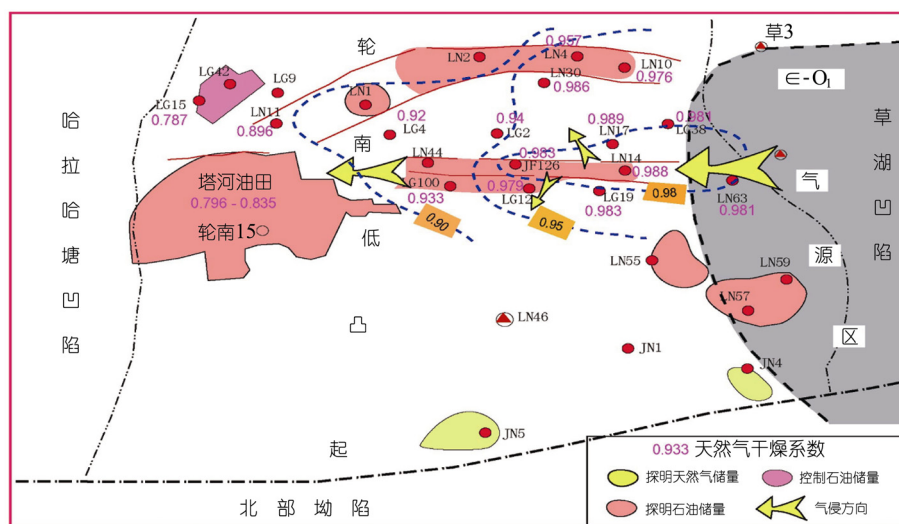 草3
轮
0.957
LN2
LN4
LN10
0.976
∈-O₁
LG42
LG9
LN30
0.986
LG15
0.787
LN11
0.896
LN1
0.92
LG4
0.94
LG2
0.989
LN17
0.981
LG38
南
LN44
0.983
JF126
LN14
0.988
气
LN63
0.981
塔河油田
0.796 - 0.835
轮南15
LG100
0.933
0.979
LG12
LG19
0.983
0.98
0.90
0.95
低
LN55
源
LN59
LN57
区
凸
LN46
JN1
JN4
JN5
起
北部坳陷
哈拉哈塘凹陷
草湖凹陷
0.933 天然气干燥系数
探明天然气储量
控制石油储量
探明石油储量
气侵方向